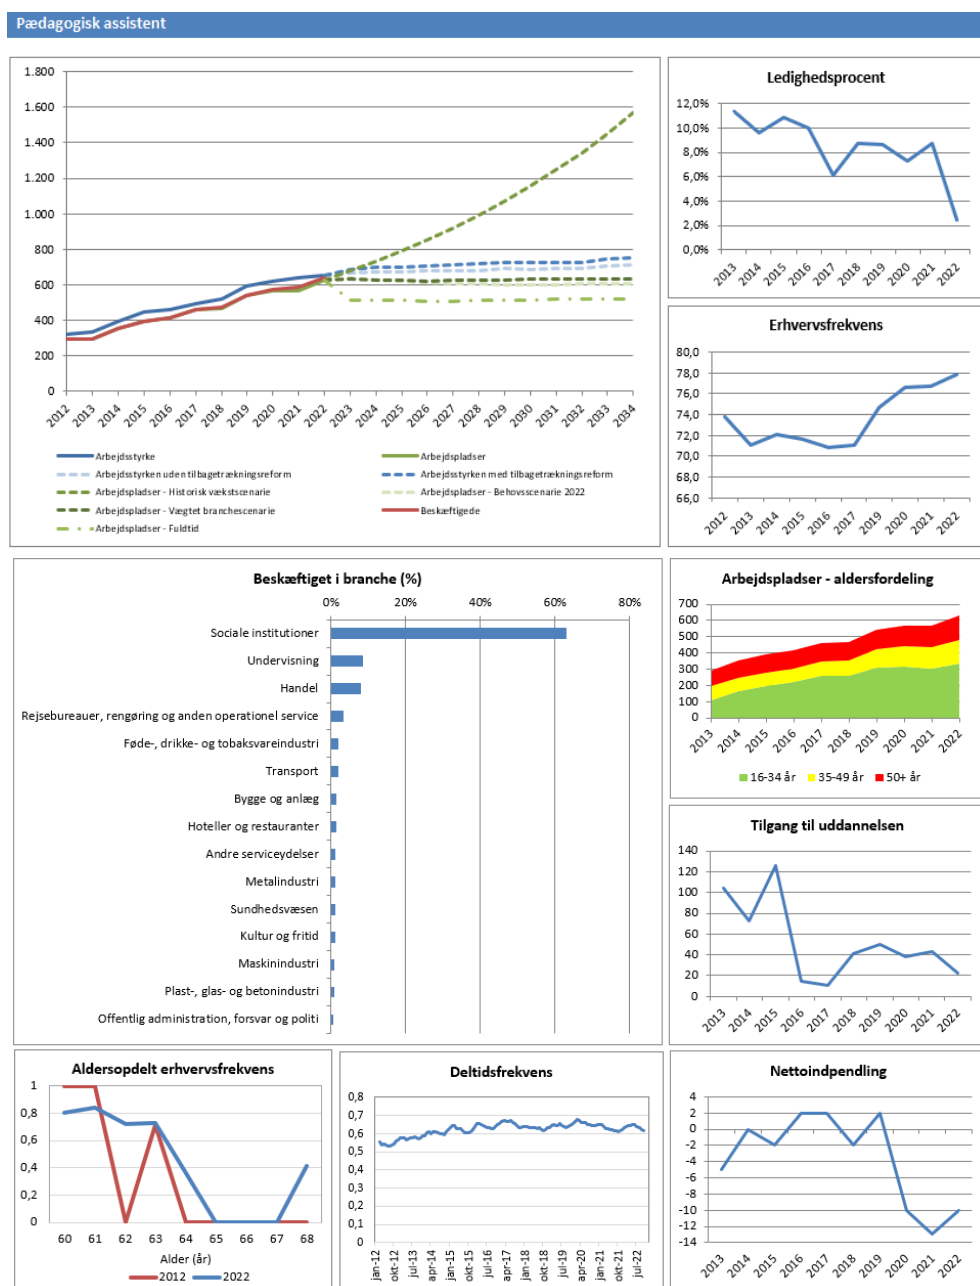 Pædagogisk assistent
1.800
1.600
1.400
1.200
1.000
800
600
400
200
0
2012 2013 2014 2015 2016 2017 2018 2019 2020 2021 2022 2023 2024 2025 2026 2027 2028 2029 2030 2031 2032 2033 2034
Arbejdsstyrke Arbejdspladser
Arbejdsstyrken uden tilbagetrækningsreform Arbejdsstyrken med tilbagetrækningsreform
Arbejdspladser - Historisk vækstscenarie Arbejdspladser - Behovsscenarie 2022
Arbejdspladser - Vægtet branchescenarie Beskæftigede
Arbejdspladser - Fuldtid
Ledighedsprocent
12,0%
10,0%
8,0%
6,0%
4,0%
2,0%
0,0%
2013 2014 2015 2016 2017 2018 2019 2020 2021 2022
Erhvervsfrekvens
80,0
78,0
76,0
74,0
72,0
70,0
68,0
66,0
2012 2013 2014 2015 2016 2017 2018 2019 2020 2021 2022
Beskæftiget i branche (%)
0% 20% 40% 60% 80%
Sociale institutioner
Undervisning
Handel
Rejsebureauer, rengøring og anden operationel service
Føde-, drikke- og tobaksvareindustri
Transport
Bygge og anlæg
Hoteller og restauranter
Andre serviceydelser
Metalindustri
Sundhedsvæsen
Kultur og fritid
Maskinindustri
Plast-, glas- og betonindustri
Offentlig administration, forsvar og politi
Arbejdspladser - aldersfordeling
700
600
500
400
300
200
100
0
2013 2014 2015 2016 2017 2018 2019 2020 2021 2022
16-34 år 35-49 år 50+ år
Tilgang til uddannelsen
140
120
100
80
60
40
20
0
2013 2014 2015 2016 2017 2018 2019 2020 2021 2022
Aldersopdelt erhvervsfrekvens
1
0,8
0,6
0,4
0,2
0
60 61 62 63 64 65 66 67 68
Alder (år)
2012 2022
Deltidsfrekvens
0,8
0,7
0,6
0,5
0,4
0,3
0,2
0,1
0
jan-12 okt-12 jul-13 apr-14 jan-15 okt-15 jul-16 apr-17 jan-18 okt-18 jul-19 apr-20 jan-21 okt-21 jul-22
Nettoindpendling
4
2
0
-2
-4
-6
-8
-10
-12
-14
2013 2014 2015 2016 2017 2018 2019 2020 2021 2022